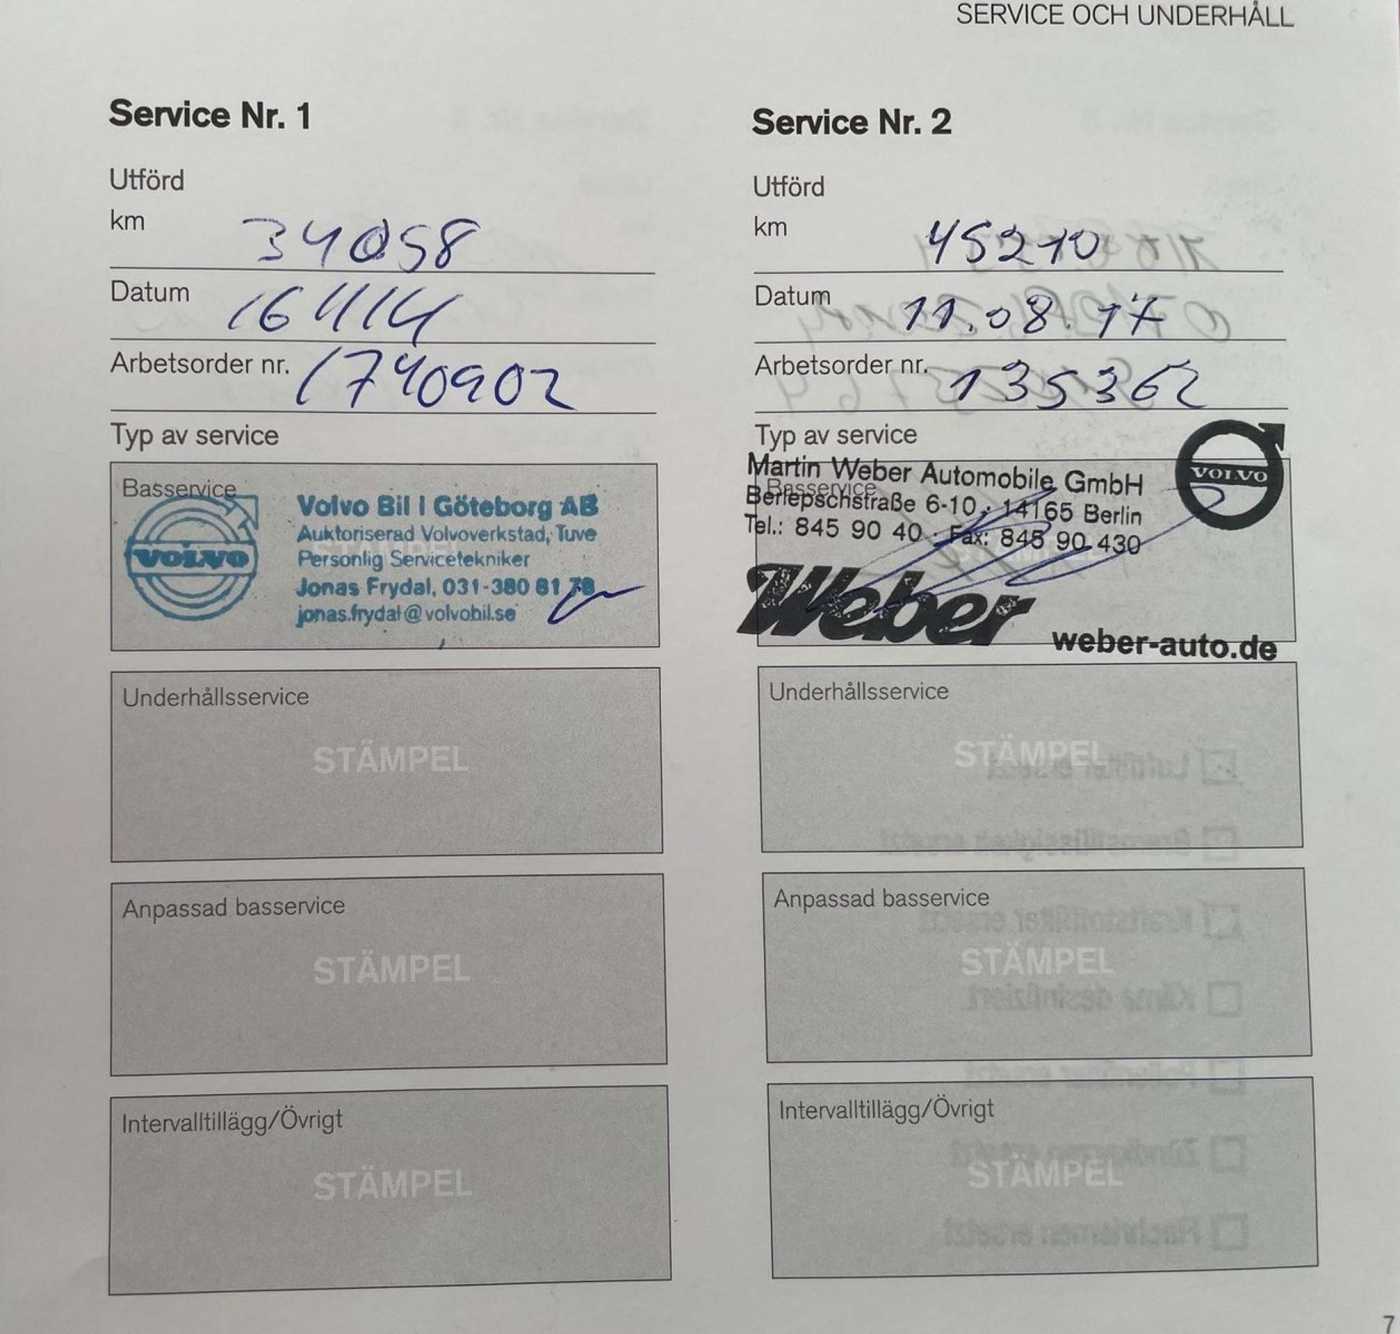 SERVICE OCH UNDERHÅLL
Service Nr. 1
Utförd
km 34058
Datum 16 4/14
Arbetsorder nr. 1740902
Typ av service
Basservice
VOLVO
Volvo Bil I Göteborg AB
Auktoriserad Volvoverkstad, Tuve
Personlig Servicetekniker
Jonas Frydal, 031-380 81 78
jonas.frydal@volvobil.se
Underhållsservice
STÄMPEL
Anpassad basservice
STÄMPEL
Intervalltillägg/Övrigt
STÄMPEL
Service Nr. 2
Utförd
km 45210
Datum 11.08.17
Arbetsorder nr. 135362
Typ av service
Basservice
Martin Weber Automobile GmbH
Berlepschstraße 6-10 · 14165 Berlin
Tel.: 845 90 40 · Fax: 845 90 430
VOLVO
Weber
weber-auto.de
Underhållsservice
STÄMPEL
Anpassad basservice
STÄMPEL
Intervalltillägg/Övrigt
STÄMPEL
7